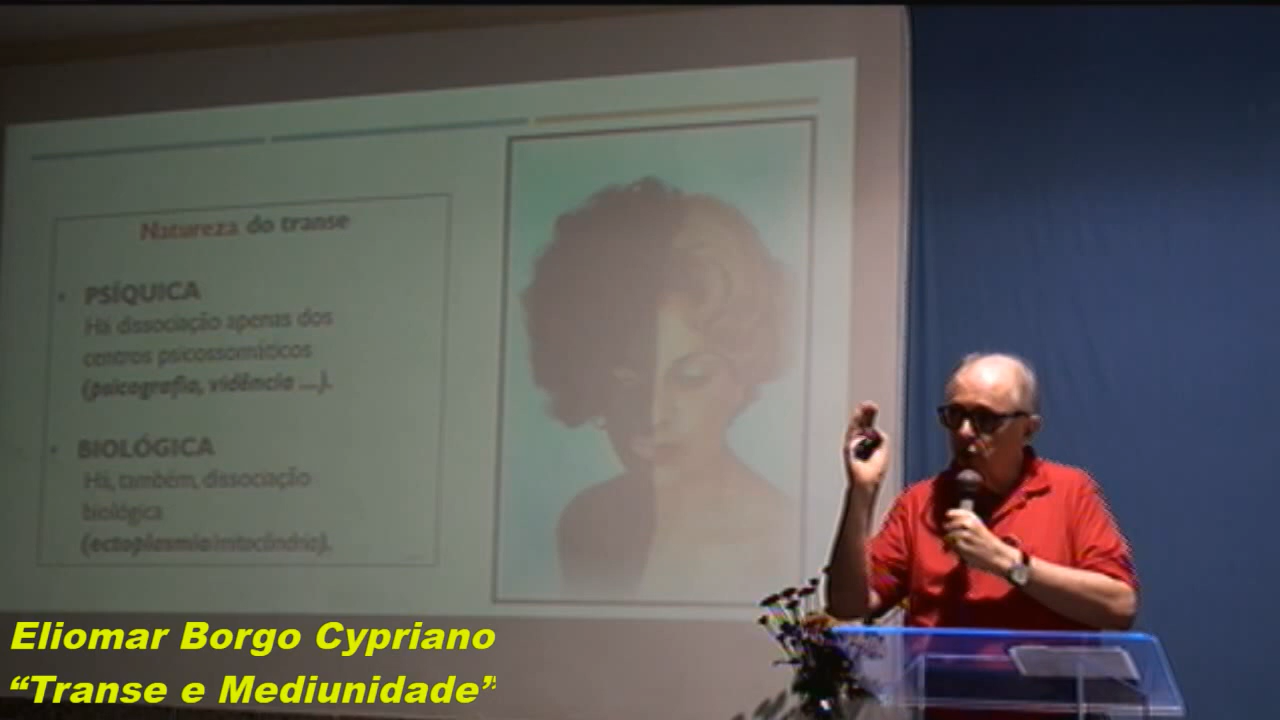 Natureza do transe
• PSÍQUICA
Há dissociação apenas dos
centros psicossomáticos
(psicografia, vidência ...).
• BIOLÓGICA
Há, também, dissociação
biológica
(ectoplasmia/mitocôndria).
Eliomar Borgo Cypriano
“Transe e Mediunidade”